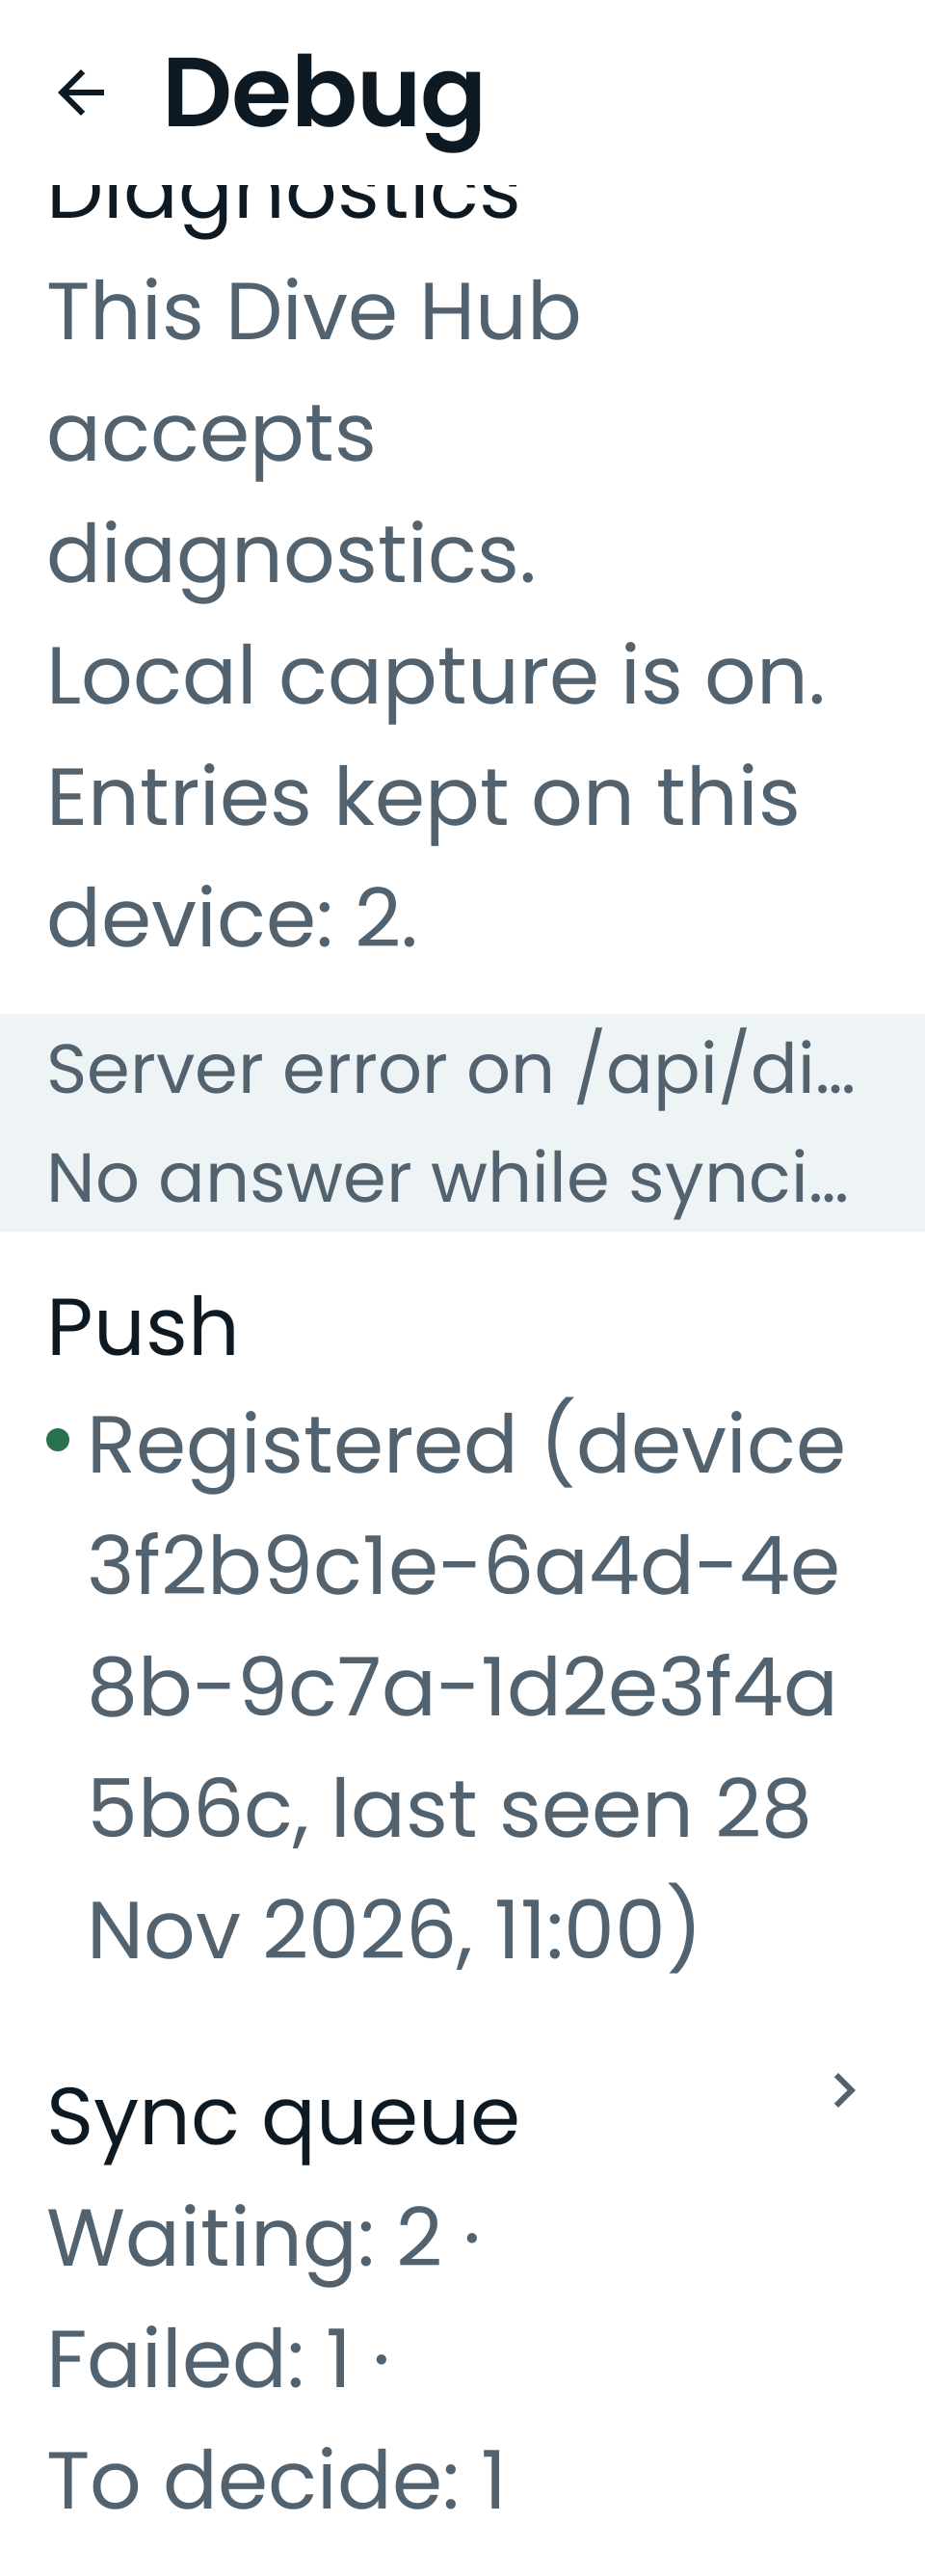 Debug
Diagnostics
This Dive Hub
accepts
diagnostics.
Local capture is on.
Entries kept on this
device: 2.
Server error on /api/di…
No answer while synci…
Push
Registered (device
3f2b9c1e-6a4d-4e
8b-9c7a-1d2e3f4a
5b6c, last seen 28
Nov 2026, 11:00)
Sync queue
Waiting: 2 ·
Failed: 1 ·
To decide: 1